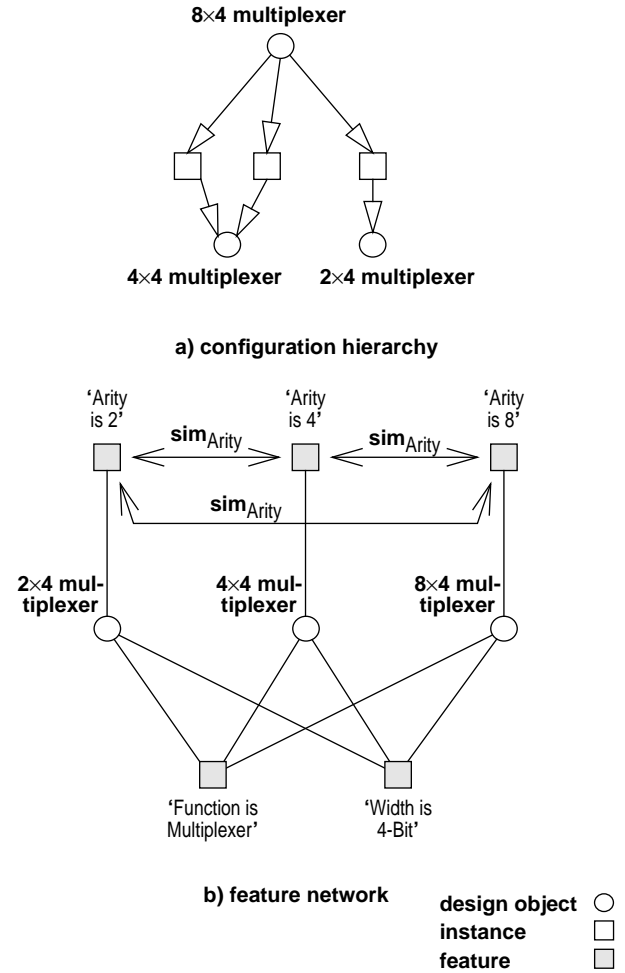 8×4 multiplexer
4×4 multiplexer
2×4 multiplexer
a) configuration hierarchy
‘Arity
is 2’
‘Arity
is 4’
‘Arity
is 8’
simArity
simArity
simArity
2×4 mul-
tiplexer
4×4 mul-
tiplexer
8×4 mul-
tiplexer
‘Function is
Multiplexer’
‘Width is
4-Bit’
b) feature network
design object
instance
feature